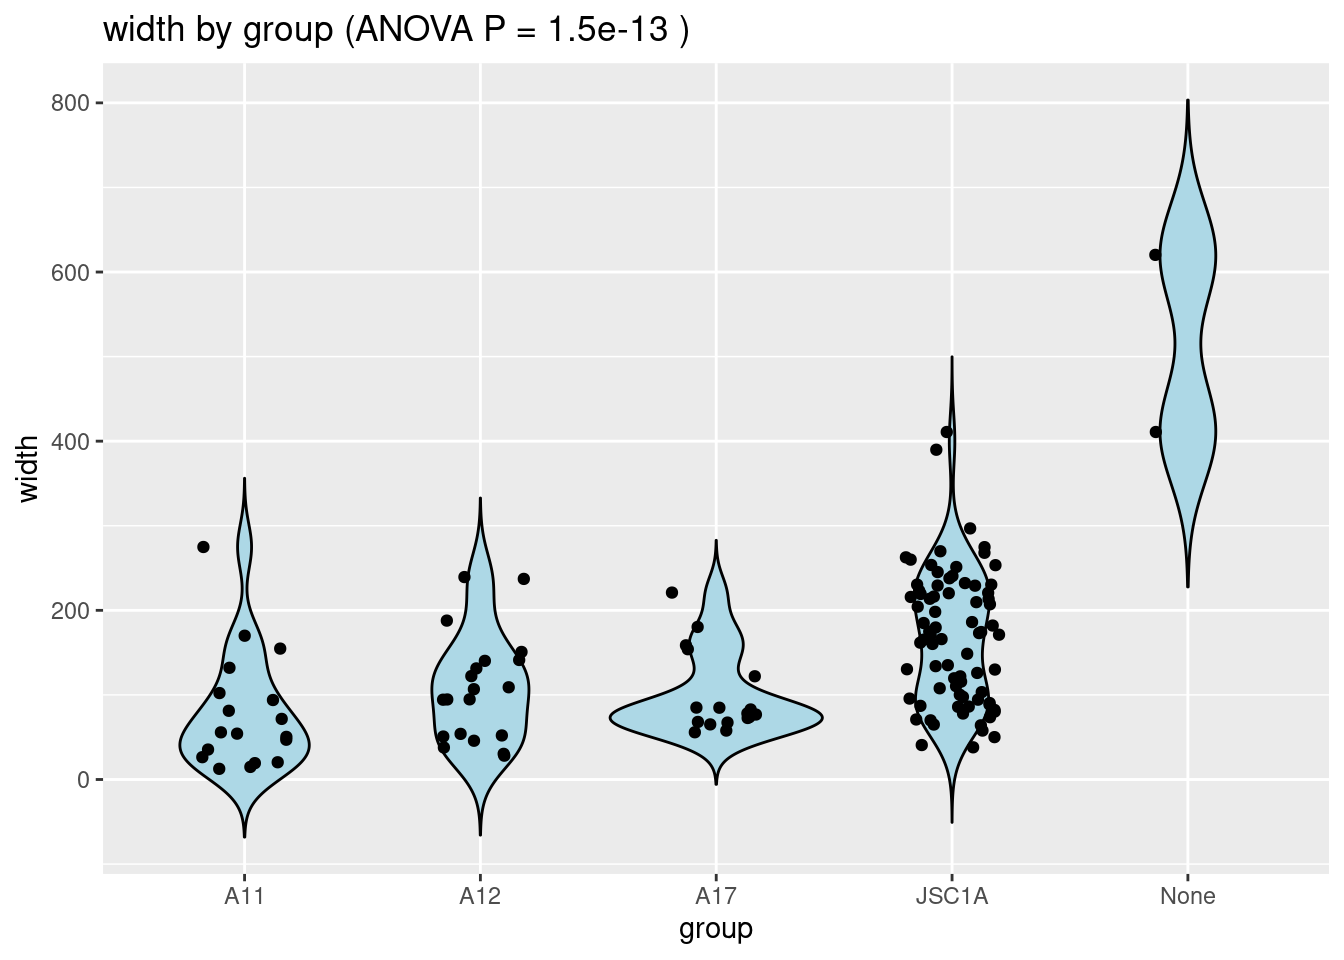 width by group (ANOVA P = 1.5e-13 )
800
600
400
200
0
width
A11 A12 A17 JSC1A None
group